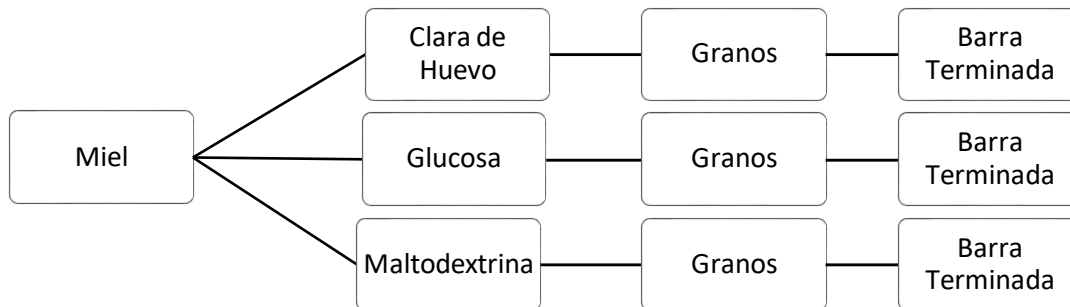 Clara de
Huevo
Granos
Barra
Terminada
Miel
Glucosa
Granos
Barra
Terminada
Maltodextrina
Granos
Barra
Terminada